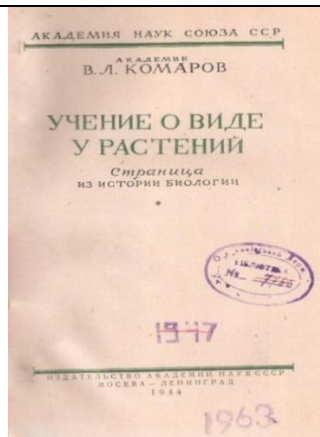 АКАДЕМИЯ НАУК СОЮЗА ССР
АКАДЕМИК
В. Л. КОМАРОВ
УЧЕНИЕ О ВИДЕ
У РАСТЕНИЙ
Страница
ИЗ ИСТОРИИ БИОЛОГИИ
№
1947
ИЗДАТЕЛЬСТВО АКАДЕМИИ НАУК СССР
МОСКВА — ЛЕНИНГРАД
1944
1963